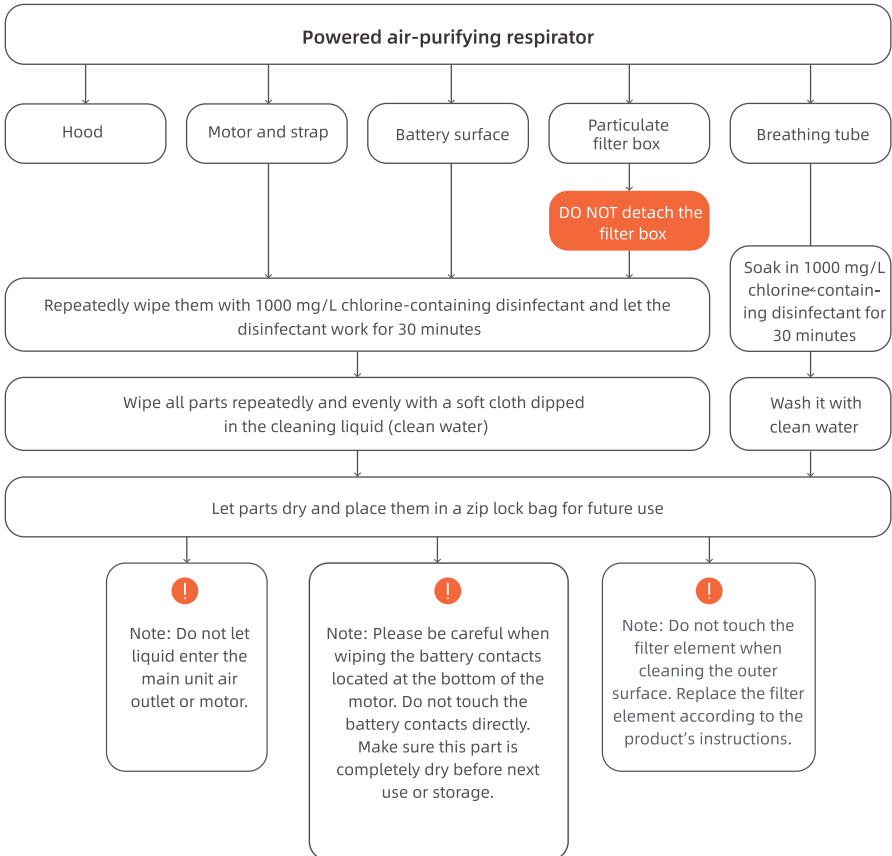 Powered air-purifying respirator
Hood
Motor and strap
Battery surface
Particulate
filter box
Breathing tube
DO NOT detach the
filter box
Repeatedly wipe them with 1000 mg/L chlorine-containing disinfectant and let the
disinfectant work for 30 minutes
Soak in 1000 mg/L
chlorine-contain-
ing disinfectant for
30 minutes
Wipe all parts repeatedly and evenly with a soft cloth dipped
in the cleaning liquid (clean water)
Wash it with
clean water
Let parts dry and place them in a zip lock bag for future use
!
Note: Do not let
liquid enter the
main unit air
outlet or motor.
!
Note: Please be careful when
wiping the battery contacts
located at the bottom of the
motor. Do not touch the
battery contacts directly.
Make sure this part is
completely dry before next
use or storage.
!
Note: Do not touch the
filter element when
cleaning the outer
surface. Replace the filter
element according to the
product’s instructions.